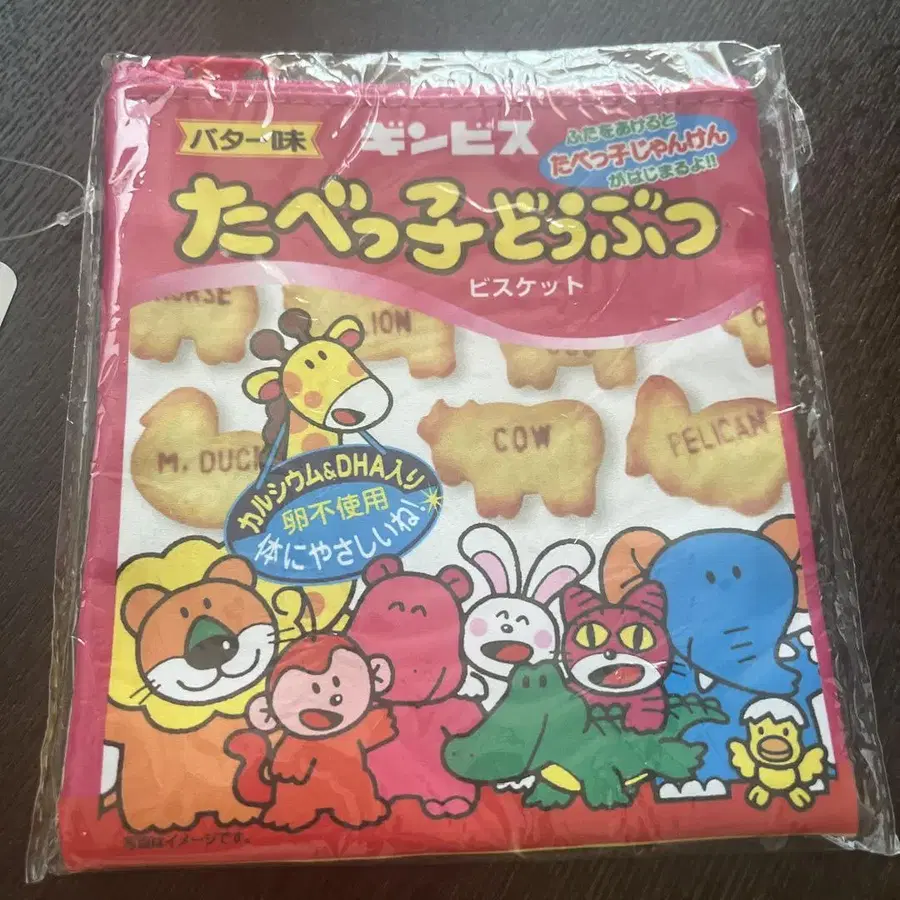 バター味
ギンビス
ふたをあけると
たべっ子じゃんけん
がはじまるよ!!
たべっ子どうぶつ
ビスケット
HORSE
LION
M. DUCK
COW
PELICAN
カルシウム&DHA入り
卵不使用
体にやさしいね!
写真はイメージです。